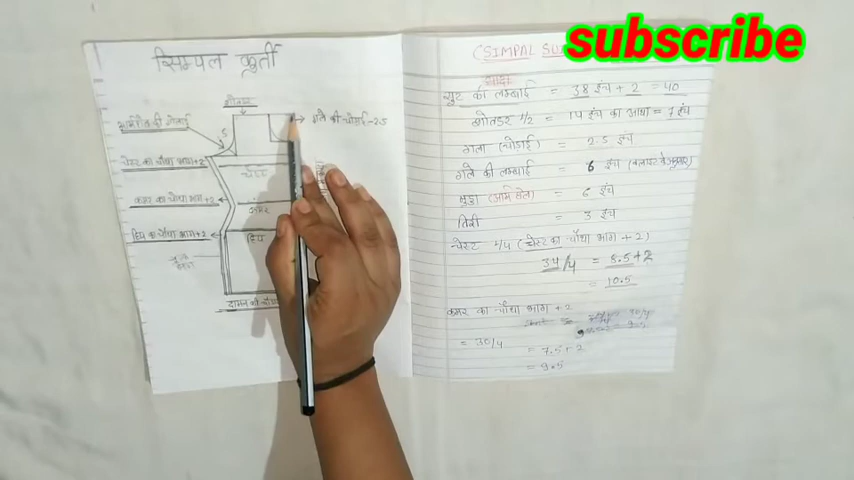 subscribe
सिम्पल कुर्ती
शोल्डर
5
गले की चौड़ाई-2.5
चेस्ट का चौथा भाग+2
चेस्ट
कमर का चौथा भाग+2
कमर
हिप का चौथा भाग+2
हिप
दामन की
(SIMPAL
सूट की लम्बाई = 38 इंच + 2 = 40
शोल्डर 1/2 = 14 इंच का आधा = 7 इंच
गला (चौड़ाई) = 2.5 इंच
गले की लम्बाई = 6 इंच
मुड्ढा (आर्म होल) = 6 इंच
तिरी = 3 इंच
चेस्ट 1/4 (चेस्ट का चौथा भाग + 2)
34/4 = 8.5+2
= 10.5
कमर का चौथा भाग + 2
= 30/4
= 7.5 + 2
= 9.5